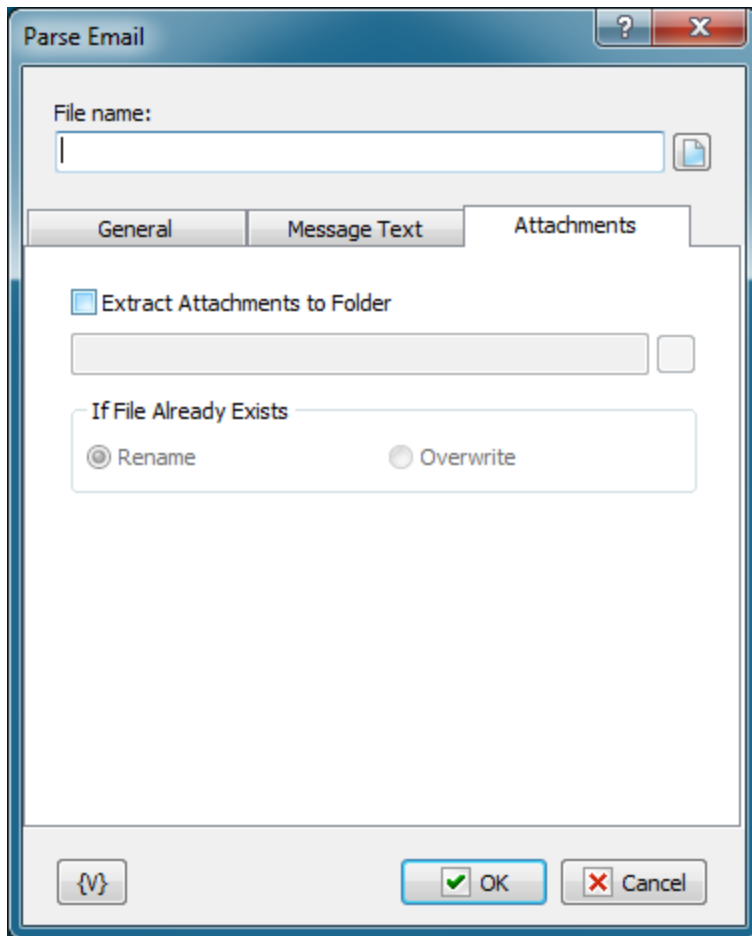 Parse Email
?
File name:
General Message Text Attachments
Extract Attachments to Folder
If File Already Exists
Rename Overwrite
{V} OK Cancel